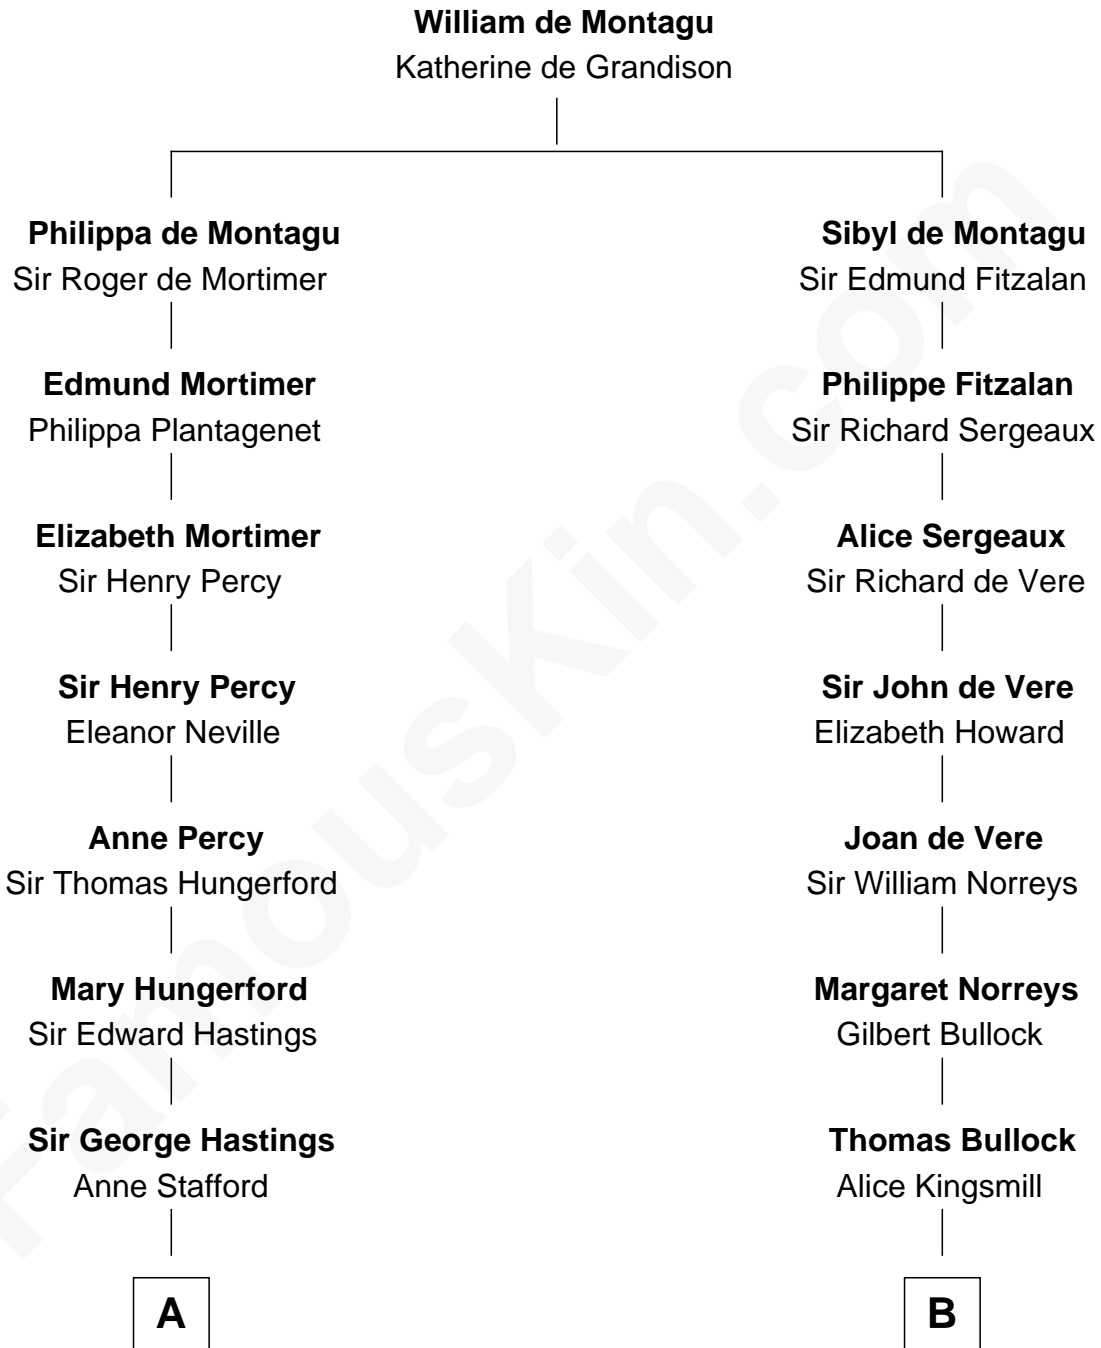 William de Montagu
Katherine de Grandison
Philippa de Montagu
Sir Roger de Mortimer
Sibyl de Montagu
Sir Edmund Fitzalan
Edmund Mortimer
Philippa Plantagenet
Philippe Fitzalan
Sir Richard Sergeaux
Elizabeth Mortimer
Sir Henry Percy
Alice Sergeaux
Sir Richard de Vere
Sir Henry Percy
Eleanor Neville
Sir John de Vere
Elizabeth Howard
Anne Percy
Sir Thomas Hungerford
Joan de Vere
Sir William Norreys
Mary Hungerford
Sir Edward Hastings
Margaret Norreys
Gilbert Bullock
Sir George Hastings
Anne Stafford
Thomas Bullock
Alice Kingsmill
A
B
FamousKin.com